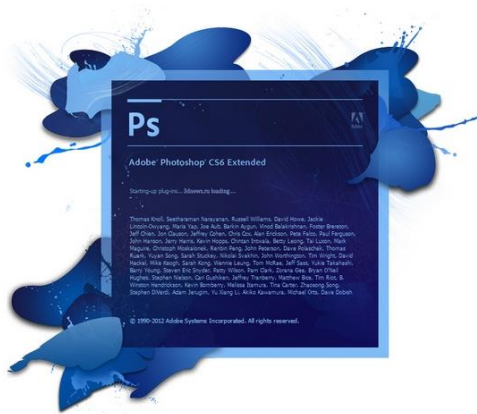 Ps
Adobe
Adobe® Photoshop® CS6 Extended
Starting-up plug-ins... 3dnews.ru loading...
Thomas Knoll, Seetharaman Narayanan, Russell Williams, David Howe, Jackie
Lincoln-Owyang, Maria Yap, Joe Ault, Barkin Aygun, Vinod Balakrishnan, Foster Brereton,
Jeff Chien, Jon Clauson, Jeffrey Cohen, Chris Cox, Alan Erickson, Pete Falco, Paul Ferguson,
John Hanson, Jerry Harris, Kevin Hopps, Chintan Intwala, Betty Leong, Tai Luxon, Mark
Maguire, Christoph Moskalonek, Renbin Peng, John Peterson, Dave Polaschek, Thomas
Ruark, Yuyan Song, Sarah Stuckey, Nikolai Svakhin, John Worthington, Tim Wright, David
Hackel, Mike Keogh, Sarah Kong, Wennie Leung, Tom McRae, Jeff Sass, Yukie Takahashi,
Barry Young, Steven Eric Snyder, Patty Wilson, Pam Clark, Zorana Gee, Bryan O'Neil
Hughes, Stephen Nielson, Cari Gushiken, Jeffrey Tranberry, Matthew Bice, Tim Riot, B.
Winston Hendrickson, Kevin Bomberry, Melissa Itamura, Tina Carter, Zhaosong Song,
Stephen DiVerdi, Adam Jerugim, Yu Xiang Li, Akiko Kawamura, Michael Orts, Dave Dobish
© 1990-2012 Adobe Systems Incorporated. All rights reserved.